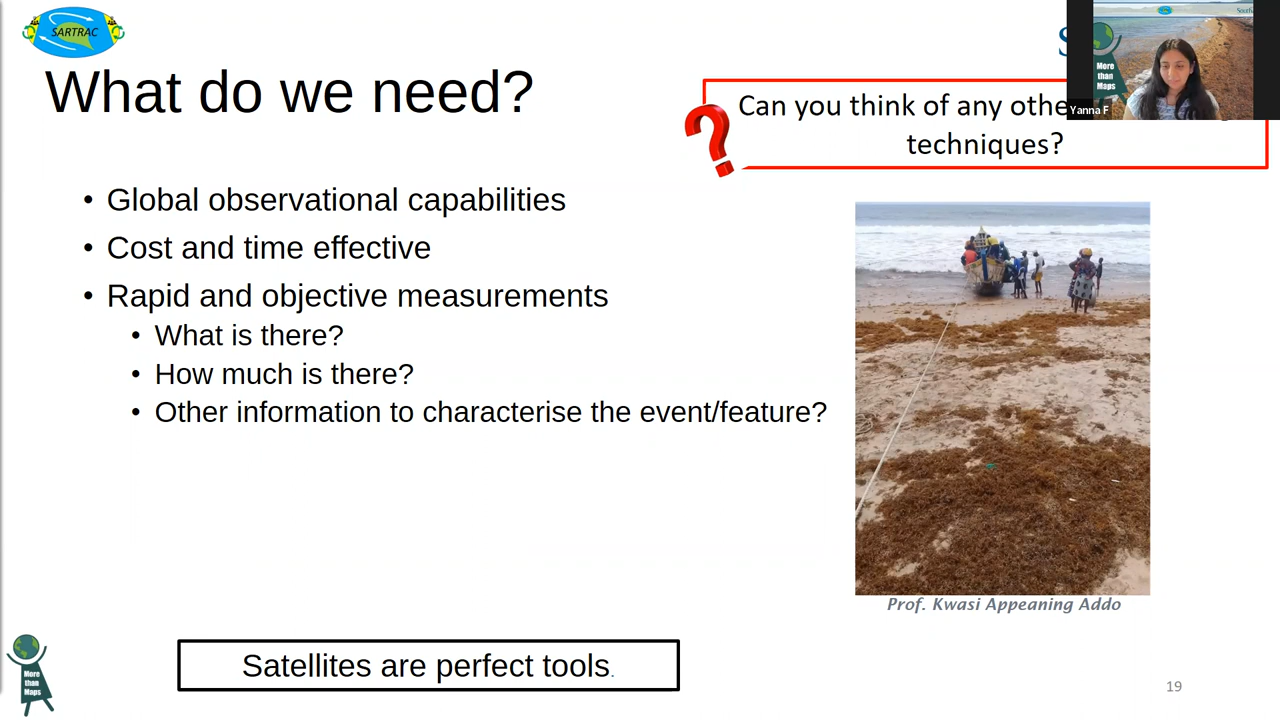 SARTRAC
What do we need?
Can you think of any othe
techniques?
More
than
Maps
Yanna F
• Global observational capabilities
• Cost and time effective
• Rapid and objective measurements
• What is there?
• How much is there?
• Other information to characterise the event/feature?
Prof. Kwasi Appeaning Addo
Satellites are perfect tools.
More
than
Maps
19